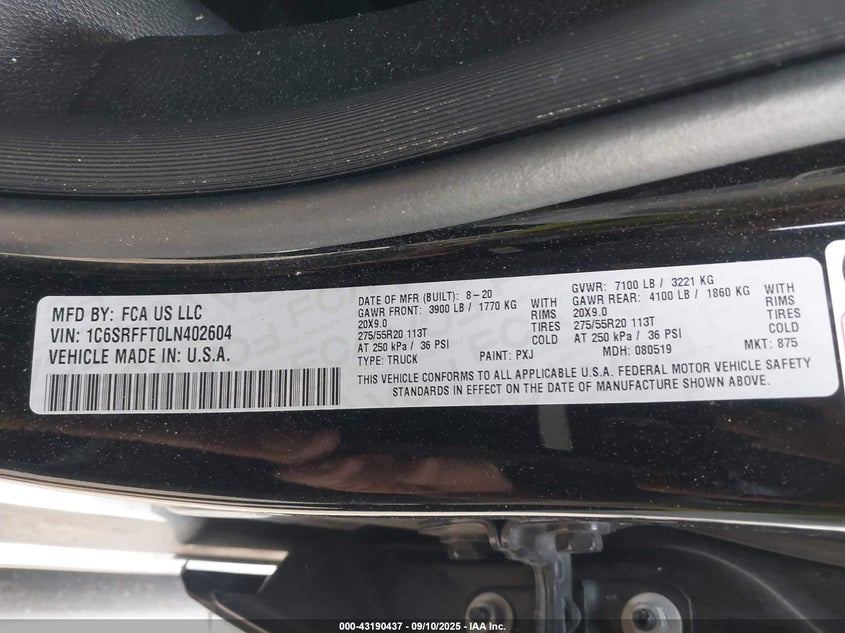 MFD BY: FCA US LLC
VIN: 1C6SRFFT0LN402604
VEHICLE MADE IN: U.S.A.
DATE OF MFR (BUILT): 8-20
GAWR FRONT: 3900 LB / 1770 KG WITH
20X9.0 RIMS
275/55R20 113T TIRES
AT 250 kPa / 36 PSI COLD
TYPE: TRUCK PAINT: PXJ
GVWR: 7100 LB / 3221 KG
GAWR REAR: 4100 LB / 1860 KG WITH
20X9.0 RIMS
275/55R20 113T TIRES
AT 250 kPa / 36 PSI COLD
MDH: 080519 MKT: 875
THIS VEHICLE CONFORMS TO ALL APPLICABLE U.S.A. FEDERAL MOTOR VEHICLE SAFETY
STANDARDS IN EFFECT ON THE DATE OF MANUFACTURE SHOWN ABOVE.
000-43190437 - 09/10/2025 - IAA Inc.